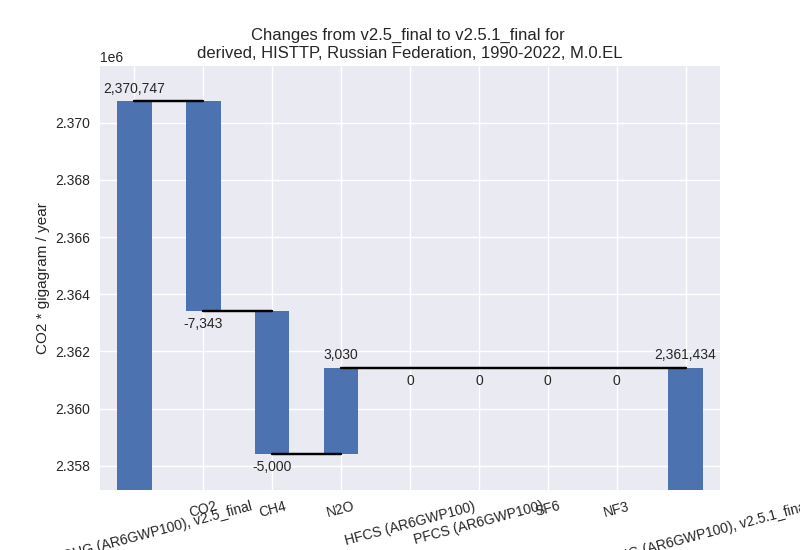 Changes from v2.5_final to v2.5.1_final for
derived, HISTTP, Russian Federation, 1990-2022, M.0.EL
1e6
2,370,747
2.370
2.368
2.366
2.364
2.362
2.360
2.358
CO2 * gigagram / year
-7,343
-5,000
3,030
0
0
0
0
2,361,434
(AR6GWP100), v2.5_final
CO2
CH4
N2O
HFCS (AR6GWP100)
PFCS (AR6GWP100)
SF6
NF3
(AR6GWP100), v2.5.1_fina